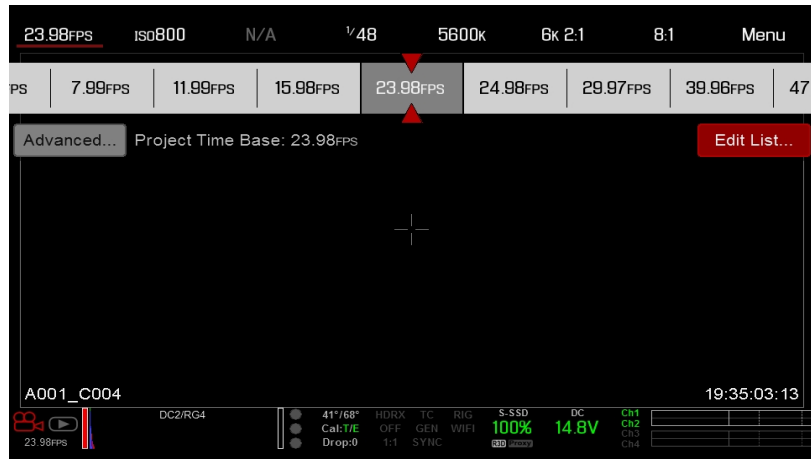 23.98FPS ISO800 N/A 1/48 5600K 6K 2:1 8:1 Menu
PS 7.99FPS 11.99FPS 15.98FPS 23.98FPS 24.98FPS 29.97FPS 39.96FPS 47
Advanced... Project Time Base: 23.98FPS Edit List...
A001_C004 19:35:03:13
DC2/RG4 41°/68° HDRX TC RIG S-SSD DC Ch1
Cal:T/E OFF GEN WIFI 100% 14.8V Ch2
Ch3
23.98FPS Drop:0 1:1 SYNC R3D Proxy Ch4